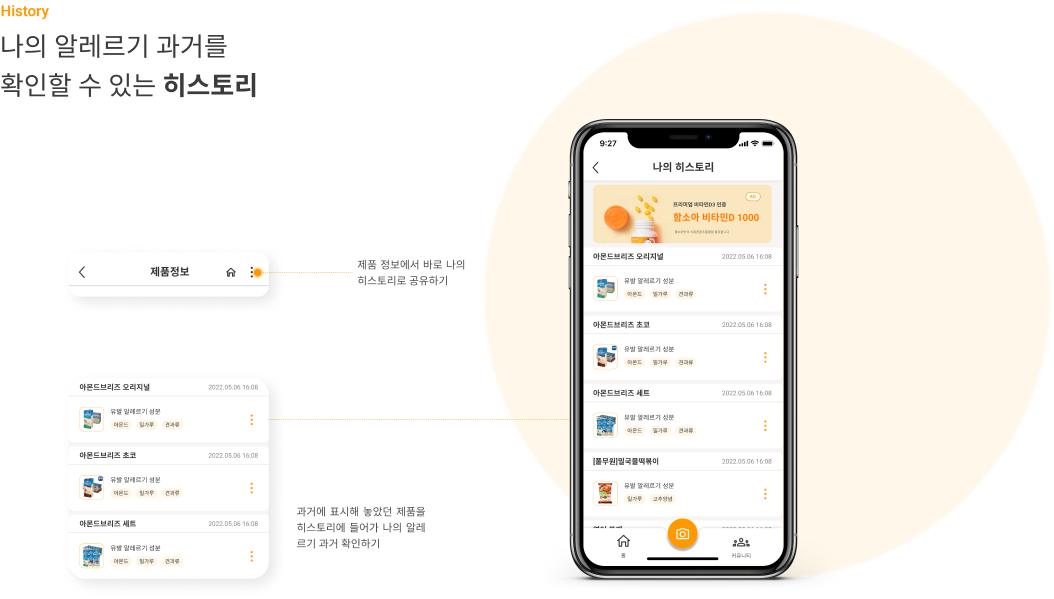 History
나의 알레르기 과거를
확인할 수 있는 히스토리
제품정보
제품 정보에서 바로 나의
히스토리로 공유하기
아몬드브리즈 오리지널 2022.05.06 16:08
유발 알레르기 성분
아몬드 밀가루 견과류
아몬드브리즈 초코 2022.05.06 16:08
유발 알레르기 성분
아몬드 밀가루 견과류
아몬드브리즈 세트 2022.05.06 16:08
유발 알레르기 성분
아몬드 밀가루 견과류
과거에 표시해 놓았던 제품을
히스토리에 들어가 나의 알레
르기 과거 확인하기
9:27
나의 히스토리
AD
프리미엄 비타민D3 인증
함소아 비타민D 1000
아몬드브리즈 오리지널 2022.05.06 16:08
유발 알레르기 성분
아몬드 밀가루 견과류
아몬드브리즈 초코 2022.05.06 16:08
유발 알레르기 성분
아몬드 밀가루 견과류
아몬드브리즈 세트 2022.05.06 16:08
유발 알레르기 성분
아몬드 밀가루 견과류
[풀무원]밀국물떡볶이 2022.05.06 16:08
유발 알레르기 성분
밀가루 고추양념
홈
커뮤니티